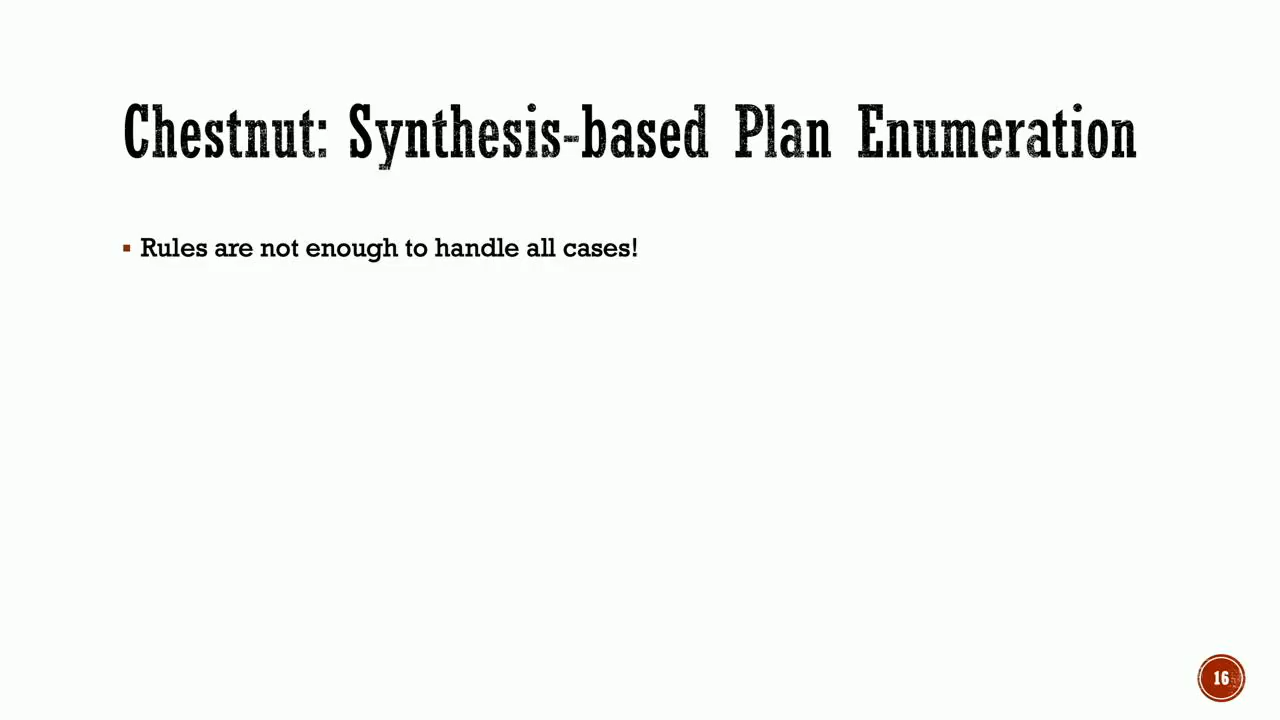 Chestnut: Synthesis-based Plan Enumeration
▪ Rules are not enough to handle all cases!
16